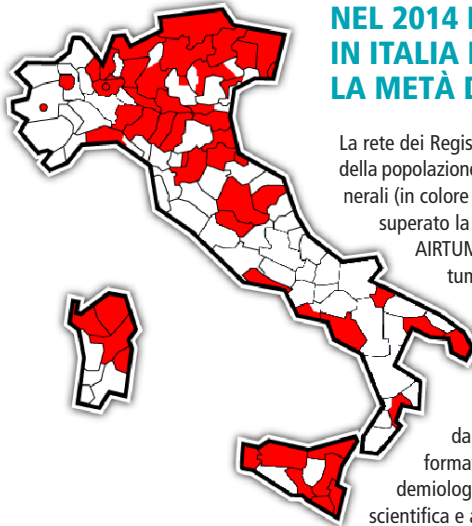 NEL 2014
IN ITALIA
LA METÀ
La rete dei Regis
della popolazione
nerali (in colore
superato la
AIRTUM
tum
da
forma
demiolog
scientifica e a